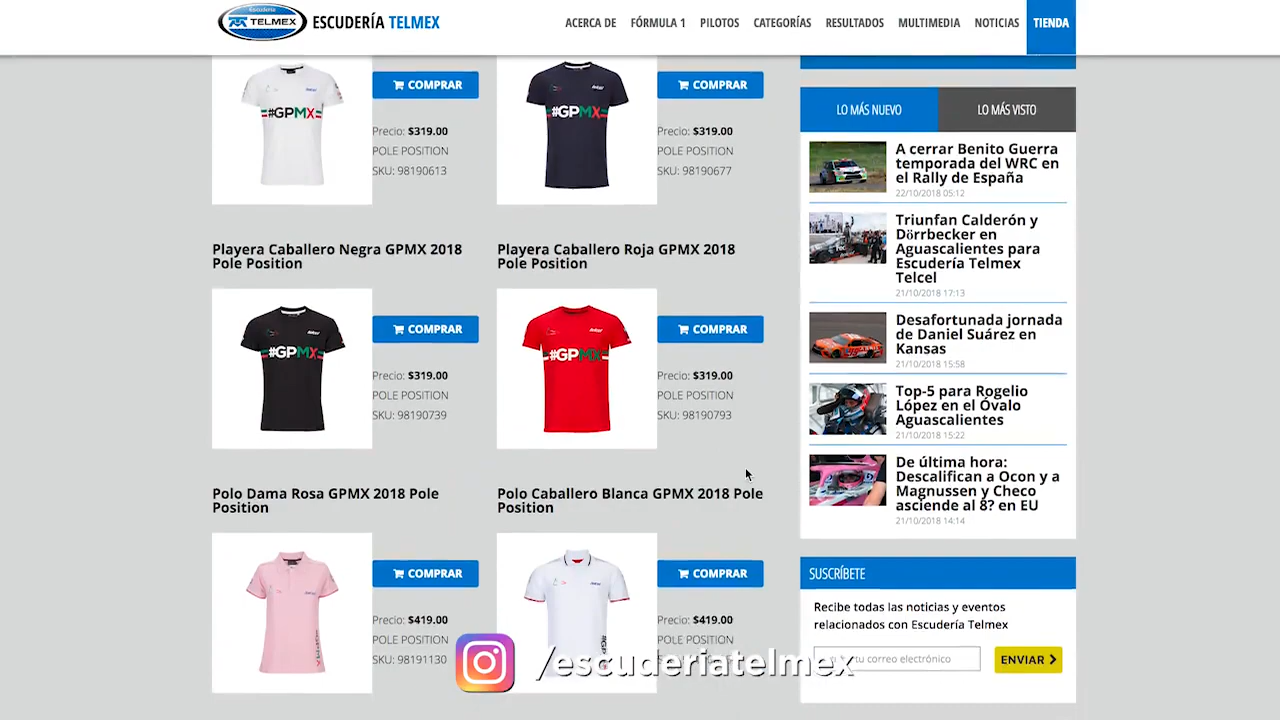 Escudería
TELMEX
ESCUDERÍA TELMEX
ACERCA DE
FÓRMULA 1
PILOTOS
CATEGORÍAS
RESULTADOS
MULTIMEDIA
NOTICIAS
TIENDA
#GPMX
COMPRAR
Precio: $319.00
POLE POSITION
SKU: 98190613
telcel
#GPMX
COMPRAR
Precio: $319.00
POLE POSITION
SKU: 98190677
Playera Caballero Negra GPMX 2018
Pole Position
telcel
#GPMX
COMPRAR
Precio: $319.00
POLE POSITION
SKU: 98190739
Playera Caballero Roja GPMX 2018
Pole Position
telcel
#GPMX
COMPRAR
Precio: $319.00
POLE POSITION
SKU: 98190793
Polo Dama Rosa GPMX 2018 Pole
Position
COMPRAR
Precio: $419.00
POLE POSITION
SKU: 98191130
Polo Caballero Blanca GPMX 2018 Pole
Position
COMPRAR
Precio: $419.00
POLE POSITION
/escuderiatelmex
LO MÁS NUEVO
LO MÁS VISTO
A cerrar Benito Guerra
temporada del WRC en
el Rally de España
22/10/2018 05:12
Triunfan Calderón y
Dörrbecker en
Aguascalientes para
Escudería Telmex
Telcel
21/10/2018 17:13
Desafortunada jornada
de Daniel Suárez en
Kansas
21/10/2018 15:58
Top-5 para Rogelio
López en el Óvalo
Aguascalientes
21/10/2018 15:22
De última hora:
Descalifican a Ocon y a
Magnussen y Checo
asciende al 8? en EU
21/10/2018 14:14
SUSCRÍBETE
Recibe todas las noticias y eventos
relacionados con Escudería Telmex
tu correo electrónico
ENVIAR